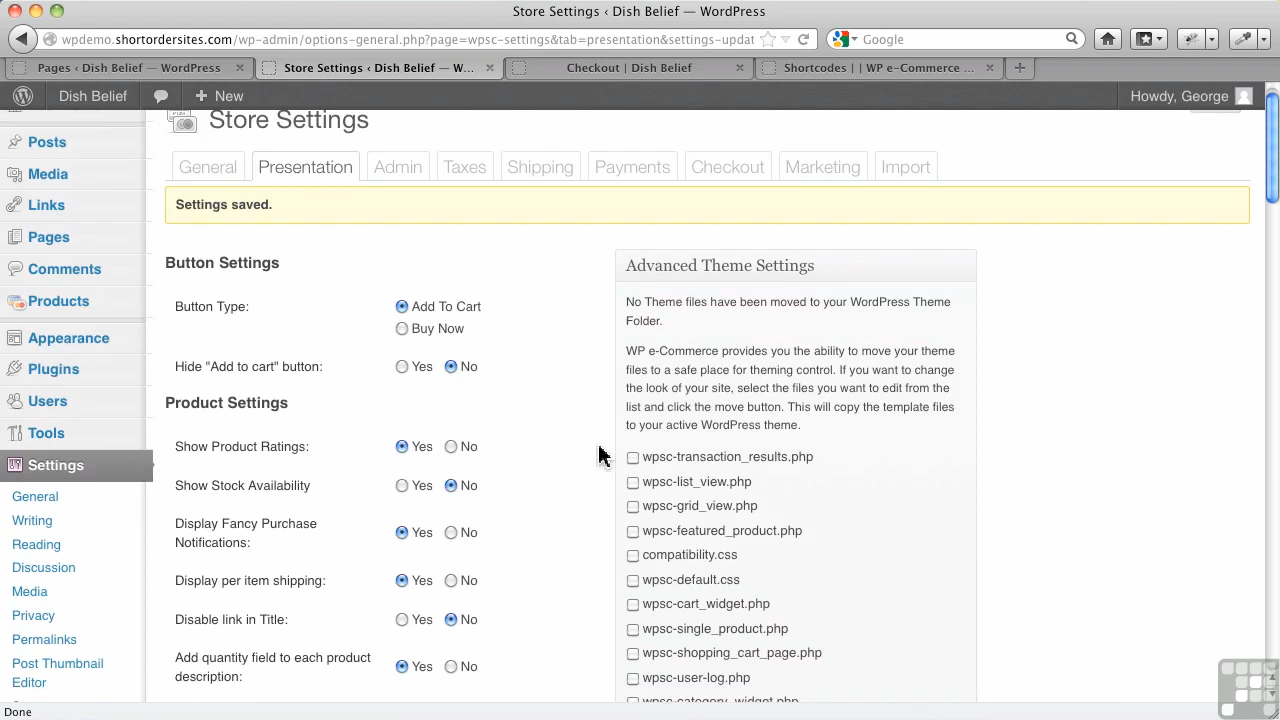 Store Settings ‹ Dish Belief — WordPress
wpdemo.shortordersites.com/wp-admin/options-general.php?page=wpsc-settings&tab=presentation&settings-updat
Google
Pages ‹ Dish Belief — WordPress
Store Settings ‹ Dish Belief — W...
Checkout | Dish Belief
Shortcodes | | WP e-Commerce ...
Dish Belief
+ New
Howdy, George
Store Settings
General
Presentation
Admin
Taxes
Shipping
Payments
Checkout
Marketing
Import
Settings saved.
Posts
Media
Links
Pages
Comments
Products
Appearance
Plugins
Users
Tools
Settings
General
Writing
Reading
Discussion
Media
Privacy
Permalinks
Post Thumbnail
Editor
Button Settings
Button Type:
Add To Cart
Buy Now
Hide "Add to cart" button:
Yes No
Product Settings
Show Product Ratings:
Yes No
Show Stock Availability
Yes No
Display Fancy Purchase
Notifications:
Yes No
Display per item shipping:
Yes No
Disable link in Title:
Yes No
Add quantity field to each product
description:
Yes No
Advanced Theme Settings
No Theme files have been moved to your WordPress Theme
Folder.
WP e-Commerce provides you the ability to move your theme
files to a safe place for theming control. If you want to change
the look of your site, select the files you want to edit from the
list and click the move button. This will copy the template files
to your active WordPress theme.
wpsc-transaction_results.php
wpsc-list_view.php
wpsc-grid_view.php
wpsc-featured_product.php
compatibility.css
wpsc-default.css
wpsc-cart_widget.php
wpsc-single_product.php
wpsc-shopping_cart_page.php
wpsc-user-log.php
wpsc-category_widget.php
Done